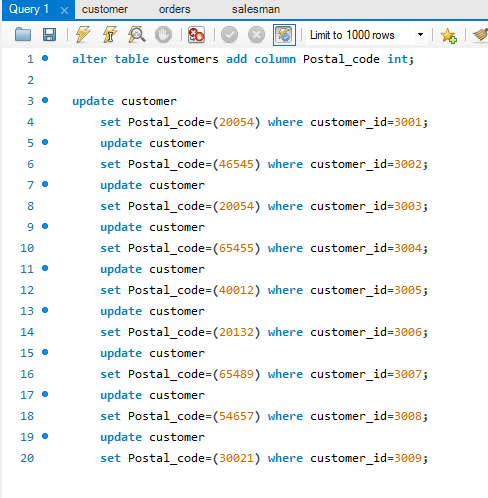 Query 1 customer orders salesman
Limit to 1000 rows
1 alter table customers add column Postal_code int;
2
3 update customer
4 set Postal_code=(20054) where customer_id=3001;
5 update customer
6 set Postal_code=(46545) where customer_id=3002;
7 update customer
8 set Postal_code=(20054) where customer_id=3003;
9 update customer
10 set Postal_code=(65455) where customer_id=3004;
11 update customer
12 set Postal_code=(40012) where customer_id=3005;
13 update customer
14 set Postal_code=(20132) where customer_id=3006;
15 update customer
16 set Postal_code=(65489) where customer_id=3007;
17 update customer
18 set Postal_code=(54657) where customer_id=3008;
19 update customer
20 set Postal_code=(30021) where customer_id=3009;